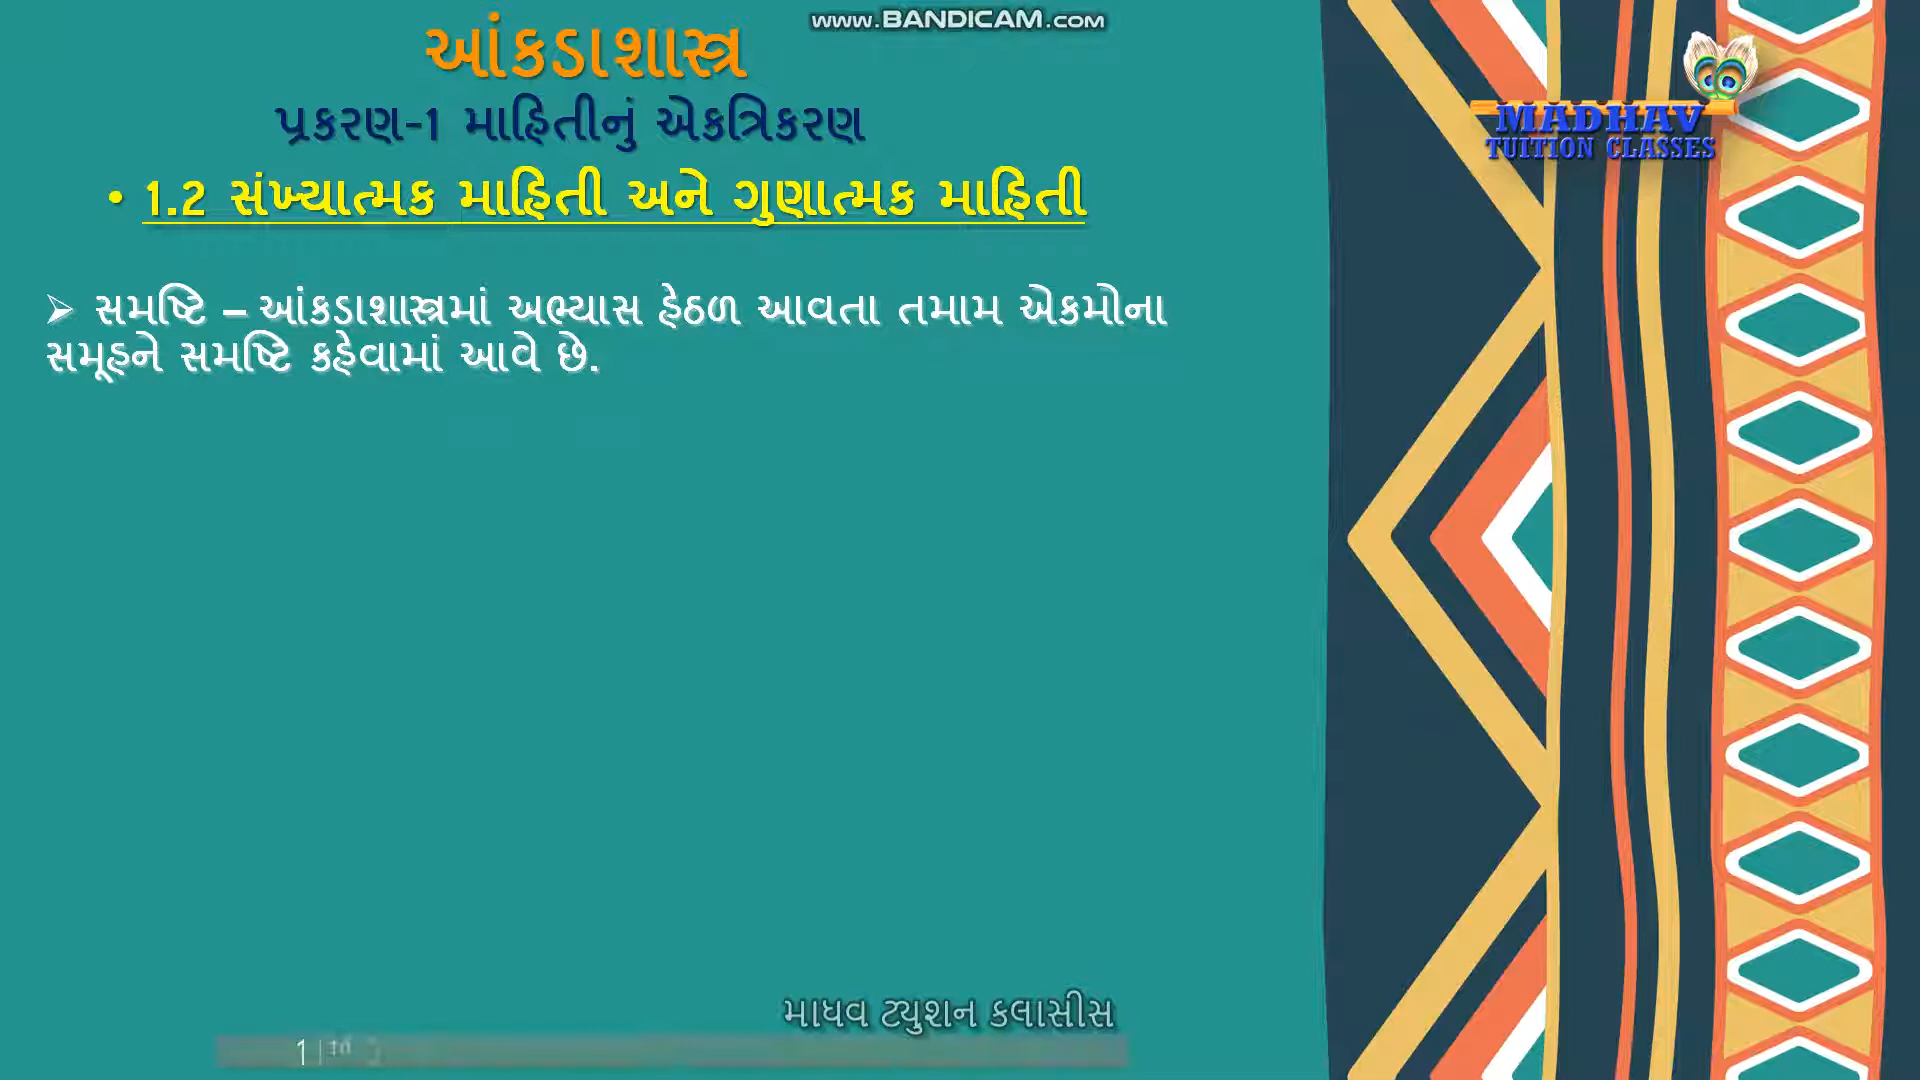 www.BANDICAM.com
આંકડાશાસ્ત્ર
પ્રકરણ-1 માહિતીનું એકત્રિકરણ
MADHAV
TUITION CLASSES
• 1.2 સંખ્યાત્મક માહિતી અને ગુણાત્મક માહિતી
➢ સમષ્ટિ – આંકડાશાસ્ત્રમાં અભ્યાસ હેઠળ આવતા તમામ એકમોના
સમૂહને સમષ્ટિ કહેવામાં આવે છે.
માધવ ટ્યુશન ક્લાસીસ
1